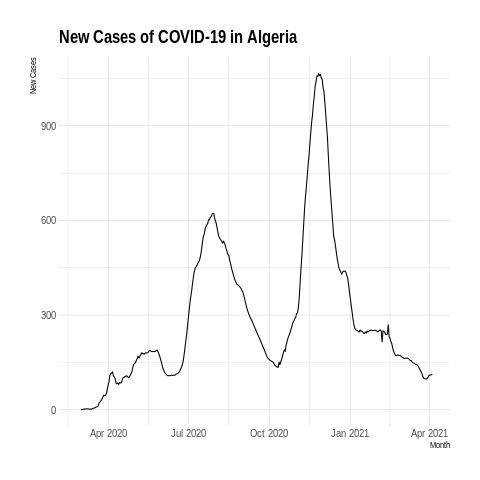 New Cases of COVID-19 in Algeria
New Cases
900
600
300
0
Apr 2020 Jul 2020 Oct 2020 Jan 2021 Apr 2021
Month